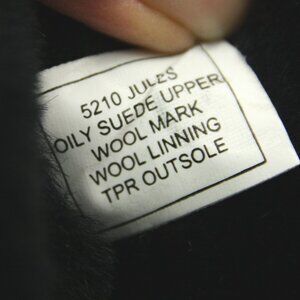 5210 JULES
OILY SUEDE UPPER
WOOL MARK
WOOL LINNING
TPR OUTSOLE